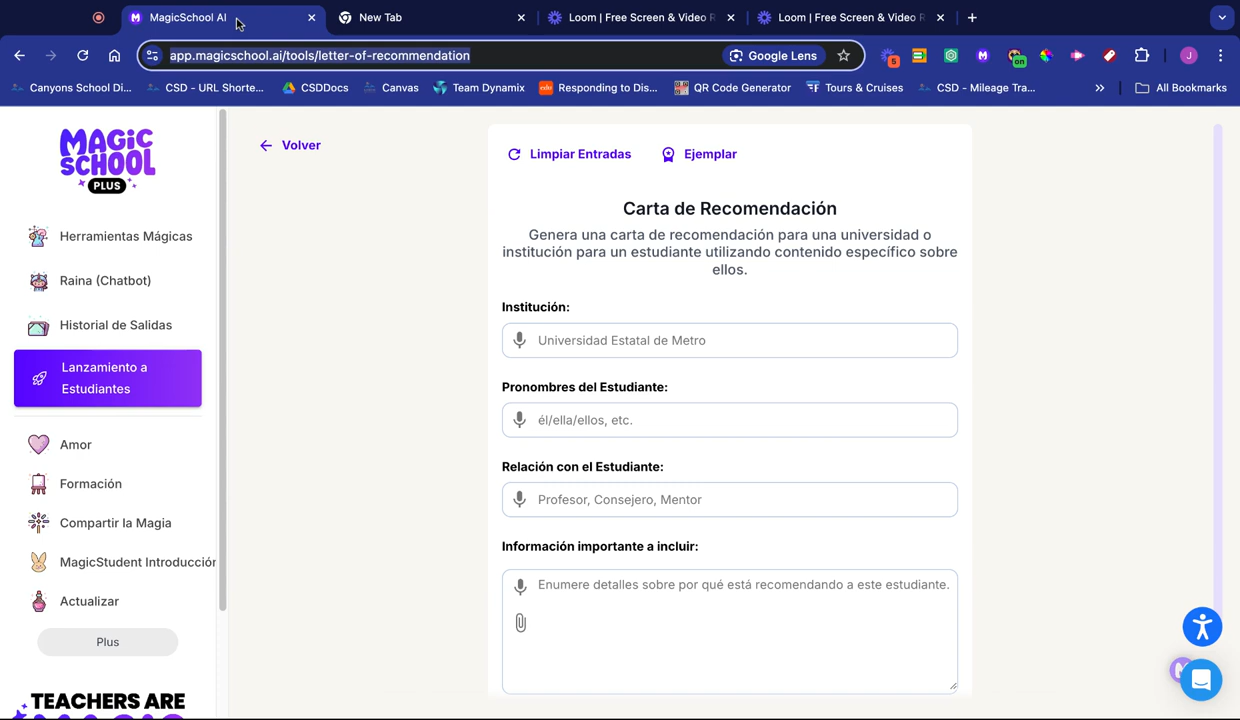 MagicSchool AI
New Tab
Loom | Free Screen & Video R
Loom | Free Screen & Video R
app.magicschool.ai/tools/letter-of-recommendation
Google Lens
5
on
J
Canyons School Di...
CSD - URL Shorte...
CSDDocs
Canvas
Team Dynamix
Responding to Dis...
QR Code Generator
Tours & Cruises
CSD - Mileage Tra...
All Bookmarks
MAGIC
SCHOOL
PLUS
Herramientas Mágicas
Raina (Chatbot)
Historial de Salidas
Lanzamiento a
Estudiantes
Amor
Formación
Compartir la Magia
MagicStudent Introducción
Actualizar
Plus
TEACHERS ARE
MAGIC
Volver
Limpiar Entradas
Ejemplar
Carta de Recomendación
Genera una carta de recomendación para una universidad o
institución para un estudiante utilizando contenido específico sobre
ellos.
Institución:
Universidad Estatal de Metro
Pronombres del Estudiante:
él/ella/ellos, etc.
Relación con el Estudiante:
Profesor, Consejero, Mentor
Información importante a incluir:
Enumere detalles sobre por qué está recomendando a este estudiante.